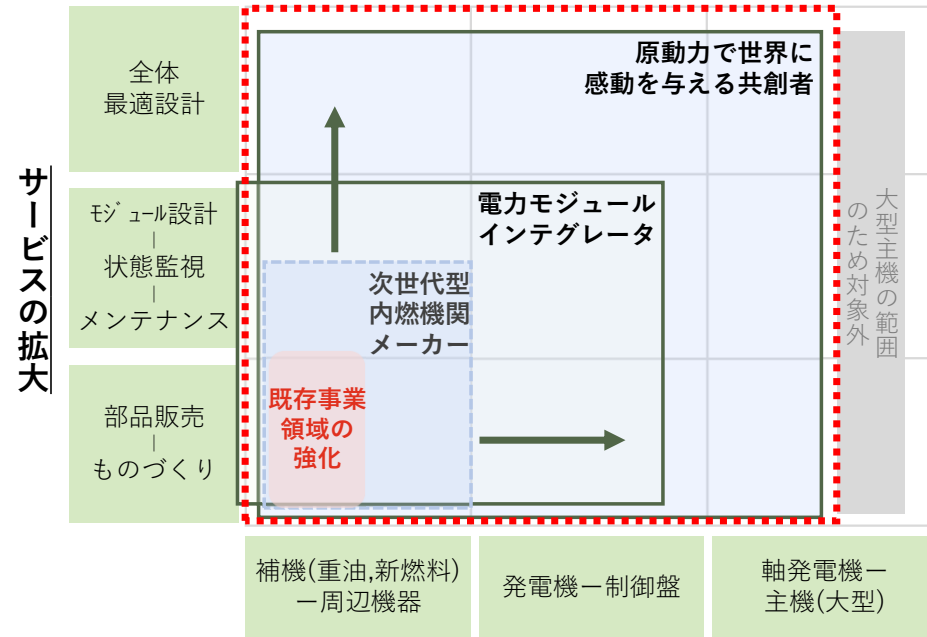 サービスの拡大
全体
最適設計
ﾓｼﾞｭｰﾙ設計
|
状態監視
|
メンテナンス
部品販売
|
ものづくり
原動力で世界に
感動を与える共創者
電力モジュール
インテグレータ
次世代型
内燃機関
メーカー
既存事業
領域の
強化
大型主機の範囲
のため対象外
補機(重油,新燃料)
ー周辺機器
発電機ー制御盤
軸発電機ー
主機(大型)